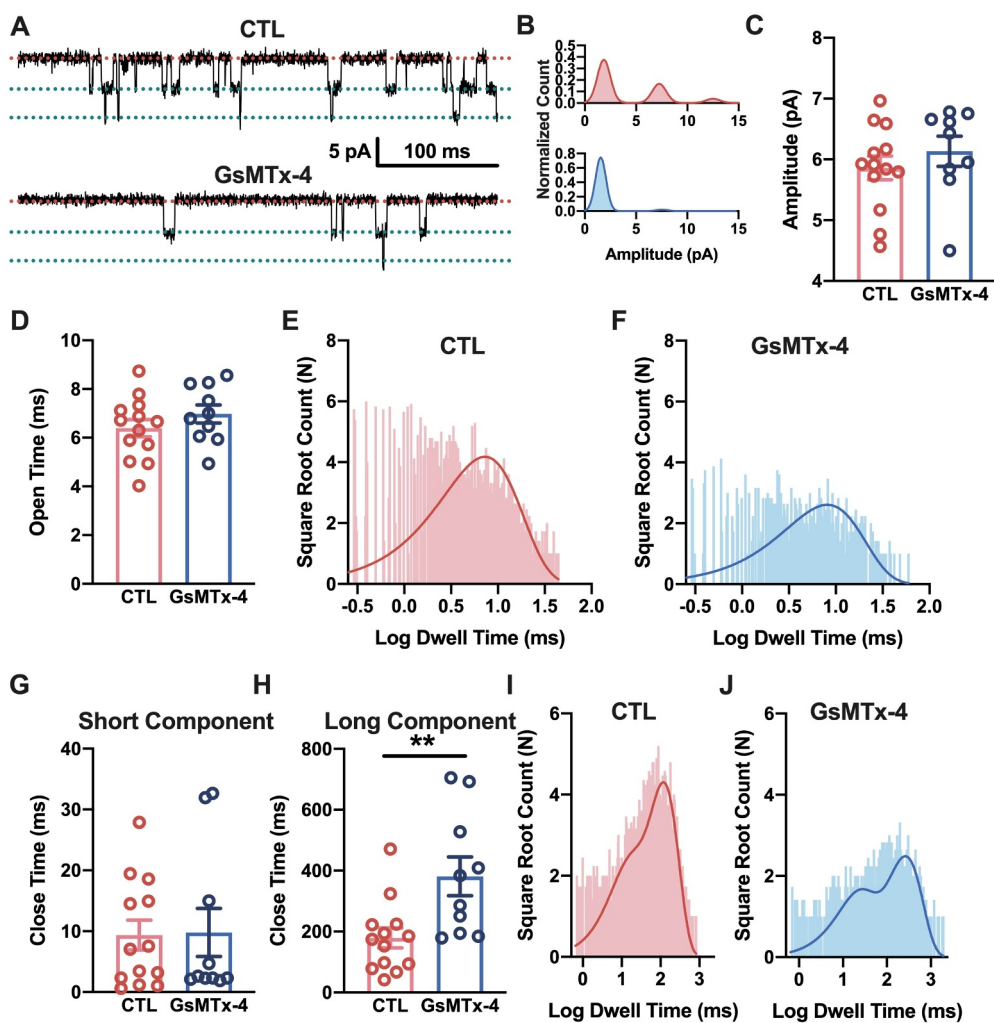 A
CTL
5 pA
100 ms
GsMTx-4
B
Normalized Count
0.5
0.4
0.3
0.2
0.1
0.0
0 5 10 15
0.8
0.6
0.4
0.2
0.0
0 5 10 15
Amplitude (pA)
C
Amplitude (pA)
8
7
6
5
4
CTL GsMTx-4
D
Open Time (ms)
10
8
6
4
2
0
CTL GsMTx-4
E
CTL
Square Root Count (N)
8
6
4
2
0
-0.5 0.0 0.5 1.0 1.5 2.0
Log Dwell Time (ms)
F
GsMTx-4
Square Root Count (N)
8
6
4
2
0
-0.5 0.0 0.5 1.0 1.5 2.0
Log Dwell Time (ms)
G
Short Component
Close Time (ms)
40
30
20
10
0
CTL GsMTx-4
H
Long Component
**
Close Time (ms)
800
600
400
200
0
CTL GsMTx-4
I
CTL
Square Root Count (N)
6
4
2
0
0 1 2 3
Log Dwell Time (ms)
J
GsMTx-4
Square Root Count (N)
6
4
2
0
0 1 2 3
Log Dwell Time (ms)